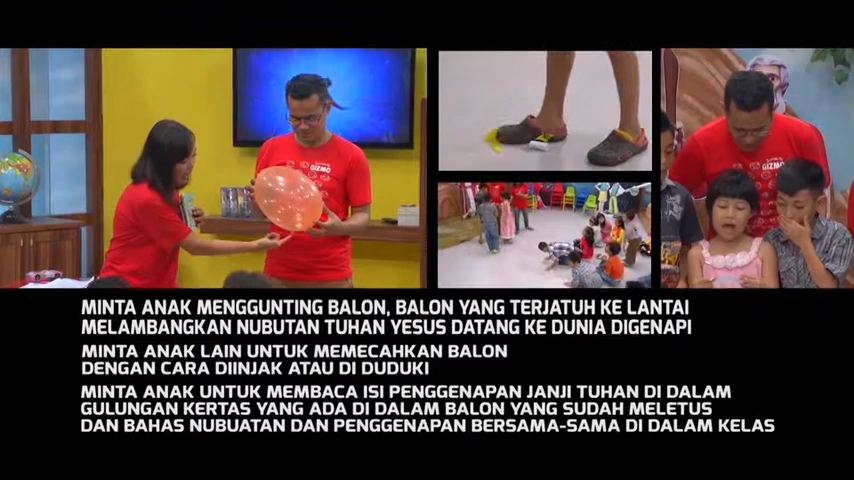 GIZMO
GIZMO
MINTA ANAK MENGGUNTING BALON, BALON YANG TERJATUH KE LANTAI
MELAMBANGKAN NUBUTAN TUHAN YESUS DATANG KE DUNIA DIGENAPI
MINTA ANAK LAIN UNTUK MEMECAHKAN BALON
DENGAN CARA DIINJAK ATAU DI DUDUKI
MINTA ANAK UNTUK MEMBACA ISI PENGGENAPAN JANJI TUHAN DI DALAM
GULUNGAN KERTAS YANG ADA DI DALAM BALON YANG SUDAH MELETUS
DAN BAHAS NUBUATAN DAN PENGGENAPAN BERSAMA-SAMA DI DALAM KELAS